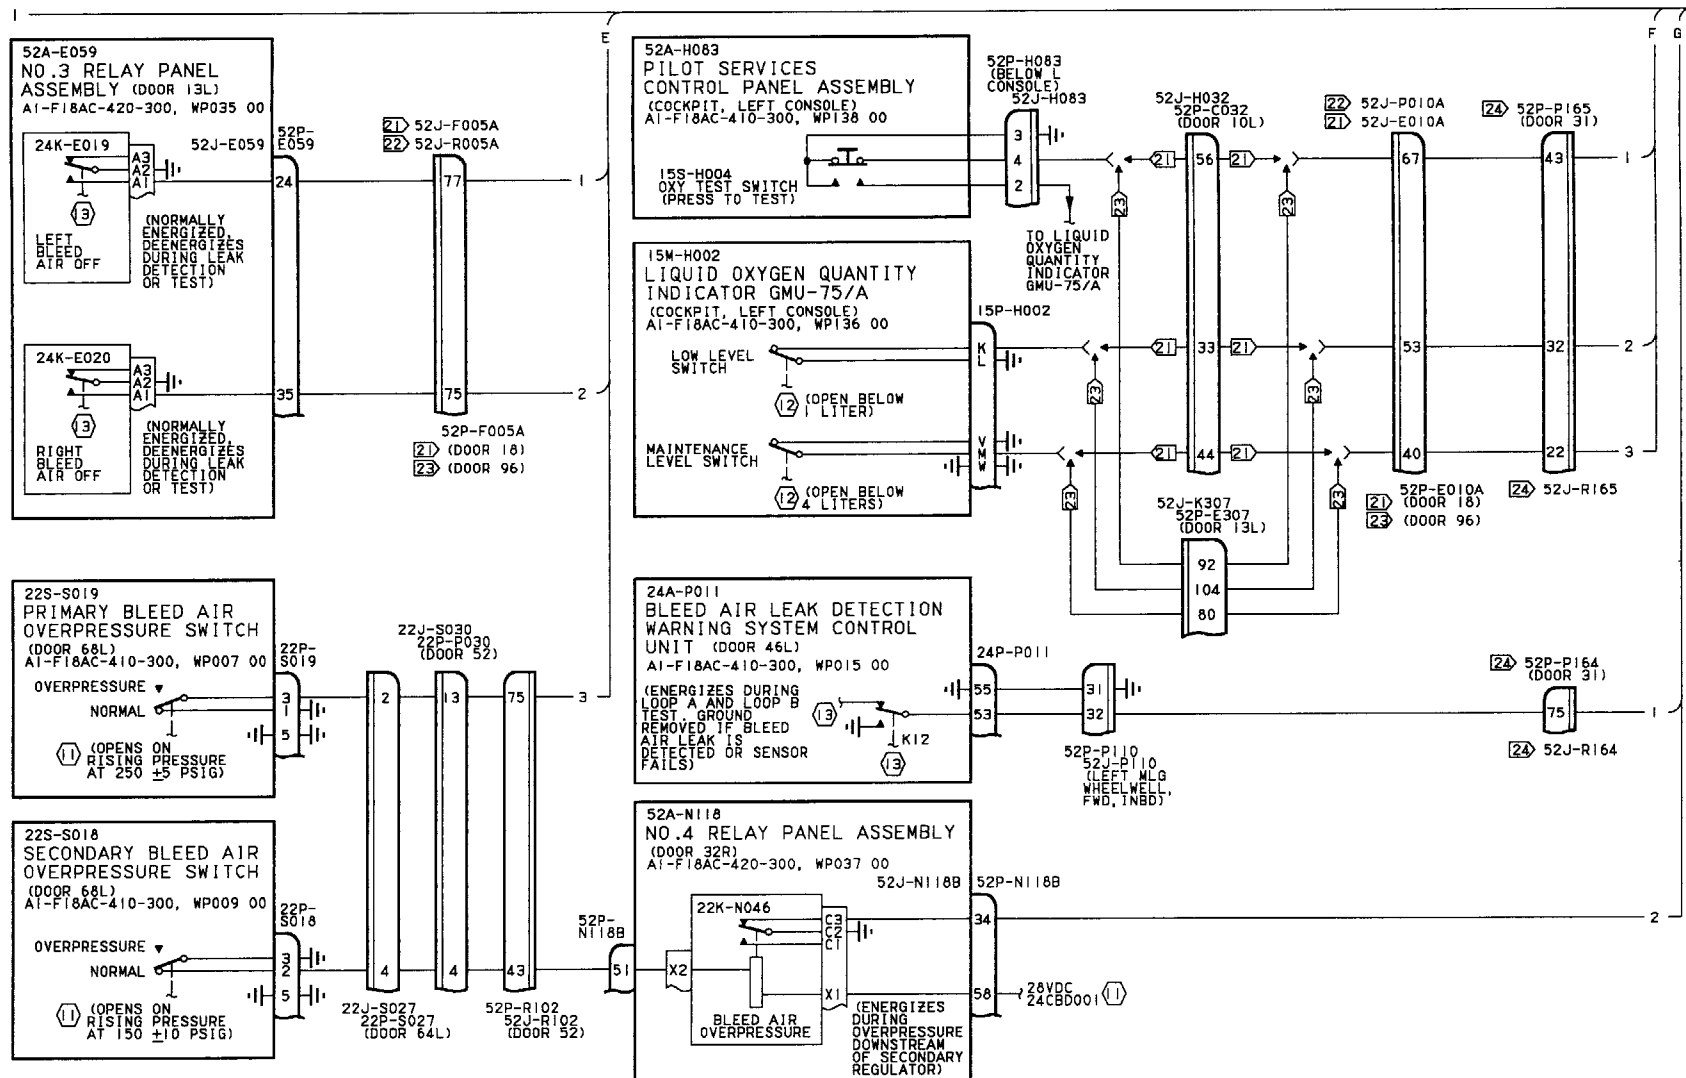 1
E
F G
52A-E059
NO.3 RELAY PANEL
ASSEMBLY (DOOR 13L)
A1-F18AC-420-300, WP035 00
24K-E019
A3
A2
A1
13
LEFT
BLEED
AIR OFF
(NORMALLY
ENERGIZED,
DEENERGIZES
DURING LEAK
DETECTION
OR TEST)
52J-E059
52P-
E059
24
21 52J-F005A
22 52J-R005A
77
1
24K-E020
A3
A2
A1
13
RIGHT
BLEED
AIR OFF
(NORMALLY
ENERGIZED,
DEENERGIZES
DURING LEAK
DETECTION
OR TEST)
35
75
2
52P-F005A
21 (DOOR 18)
23 (DOOR 96)
22S-S019
PRIMARY BLEED AIR
OVERPRESSURE SWITCH
(DOOR 68L)
A1-F18AC-410-300, WP007 00
22P-
S019
OVERPRESSURE
NORMAL
3
1
5
11 (OPENS ON
RISING PRESSURE
AT 250 ±5 PSIG)
22J-S030
22P-P030
(DOOR 52)
2
13
75
3
22S-S018
SECONDARY BLEED AIR
OVERPRESSURE SWITCH
(DOOR 68L)
A1-F18AC-410-300, WP009 00
22P-
S018
OVERPRESSURE
NORMAL
3
2
5
11 (OPENS ON
RISING PRESSURE
AT 150 ±10 PSIG)
4
4
43
22J-S027
22P-S027
(DOOR 64L)
52P-R102
52J-R102
(DOOR 52)
52P-
N118B
51
52A-H083
PILOT SERVICES
CONTROL PANEL ASSEMBLY
(COCKPIT, LEFT CONSOLE)
A1-F18AC-410-300, WP138 00
15S-H004
OXY TEST SWITCH
(PRESS TO TEST)
52P-H083
(BELOW L
CONSOLE)
52J-H083
3
4
2
TO LIQUID
OXYGEN
QUANTITY
INDICATOR
GMU-75/A
52J-H032
52P-C032
(DOOR 10L)
21 56 21
23 23
22 52J-P010A
21 52J-E010A
67
24 52P-P165
(DOOR 31)
43
1
15M-H002
LIQUID OXYGEN QUANTITY
INDICATOR GMU-75/A
(COCKPIT, LEFT CONSOLE)
A1-F18AC-410-300, WP136 00
15P-H002
LOW LEVEL
SWITCH
K
L
12 (OPEN BELOW
1 LITER)
MAINTENANCE
LEVEL SWITCH
V
M
W
12 (OPEN BELOW
4 LITERS)
21 33 21
53
32
2
23 23
21 44 21
40
22
3
23 23
52P-E010A
21 (DOOR 18)
23 (DOOR 96)
24 52J-R165
52J-K307
52P-E307
(DOOR 13L)
92
104
80
24A-P011
BLEED AIR LEAK DETECTION
WARNING SYSTEM CONTROL
UNIT (DOOR 46L)
A1-F18AC-410-300, WP015 00
(ENERGIZES DURING
LOOP A AND LOOP B
TEST. GROUND
REMOVED IF BLEED
AIR LEAK IS
DETECTED OR SENSOR
FAILS)
13
K12
13
24P-P011
55
53
31
32
52P-P110
52J-P110
(LEFT MLG
WHEELWELL,
FWD, INBD)
24 52P-P164
(DOOR 31)
75
1
24 52J-R164
52A-N118
NO.4 RELAY PANEL ASSEMBLY
(DOOR 32R)
A1-F18AC-420-300, WP037 00
52J-N118B 52P-N118B
22K-N046
C3
C2
C1
34
2
X2
X1
58
28VDC
24CBD001 11
BLEED AIR
OVERPRESSURE
(ENERGIZES
DURING
OVERPRESSURE
DOWNSTREAM
OF SECONDARY
REGULATOR)